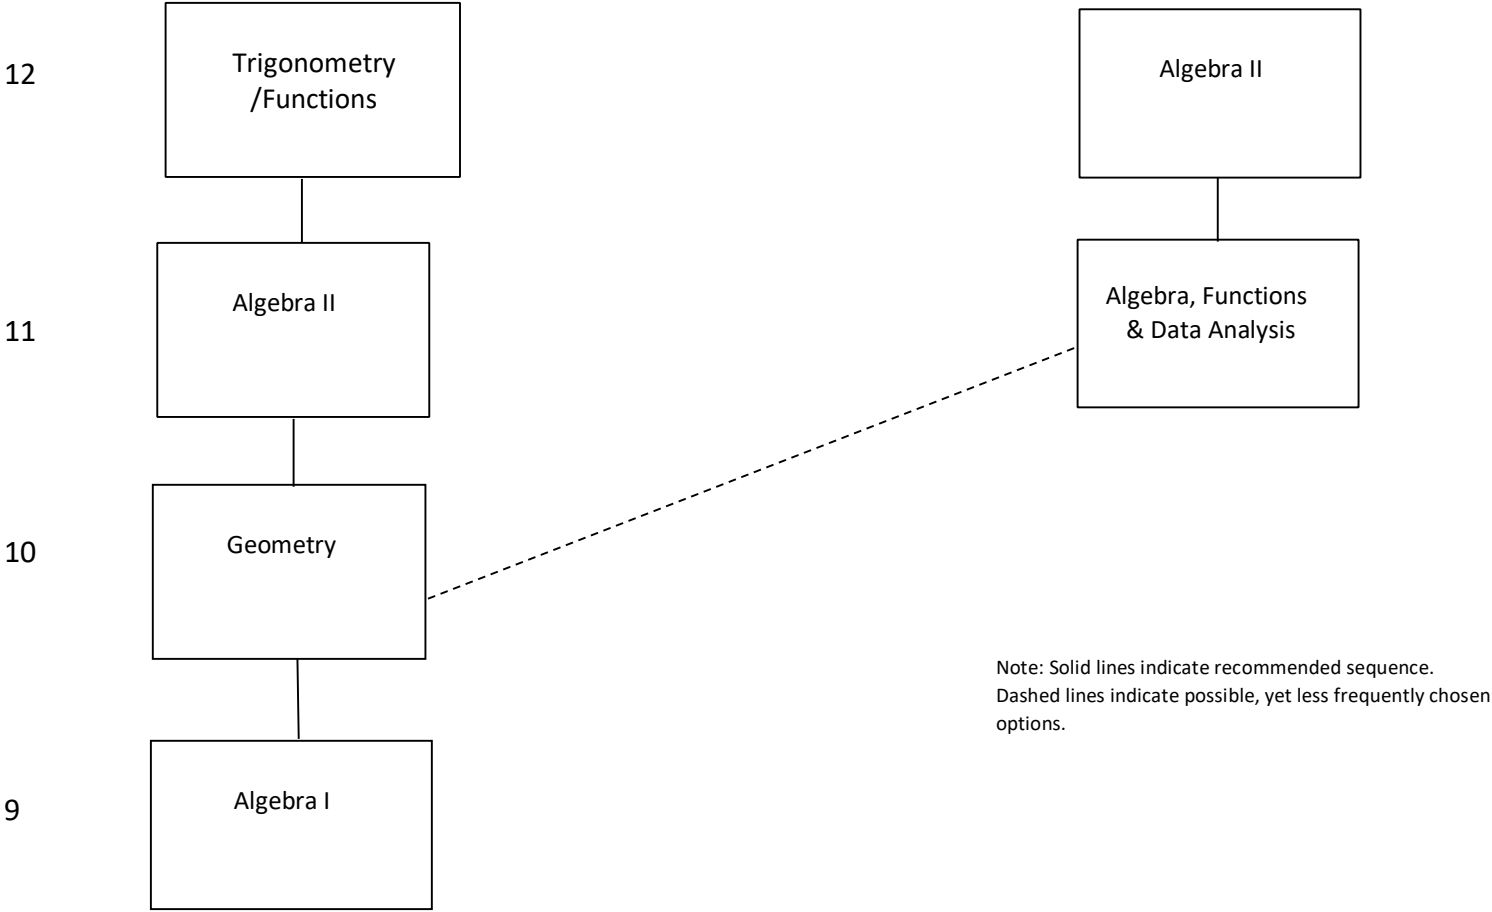 12
Trigonometry
/Functions
Algebra II
11
Algebra II
Algebra, Functions
& Data Analysis
10
Geometry
Note: Solid lines indicate recommended sequence.
Dashed lines indicate possible, yet less frequently chosen
options.
9
Algebra I